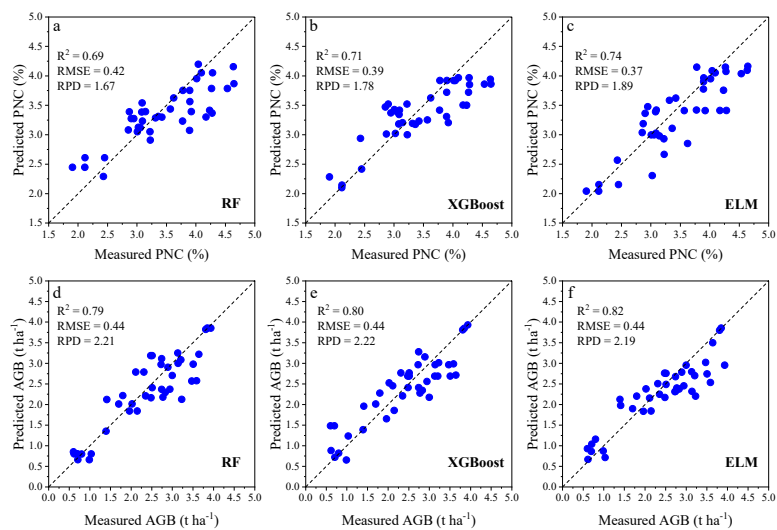 a
R² = 0.69
RMSE = 0.42
RPD = 1.67
RF
Predicted PNC (%)
5.0
4.5
4.0
3.5
3.0
2.5
2.0
1.5
1.5 2.0 2.5 3.0 3.5 4.0 4.5 5.0
Measured PNC (%)
b
R² = 0.71
RMSE = 0.39
RPD = 1.78
XGBoost
Predicted PNC (%)
5.0
4.5
4.0
3.5
3.0
2.5
2.0
1.5
1.5 2.0 2.5 3.0 3.5 4.0 4.5 5.0
Measured PNC (%)
c
R² = 0.74
RMSE = 0.37
RPD = 1.89
ELM
Predicted PNC (%)
5.0
4.5
4.0
3.5
3.0
2.5
2.0
1.5
1.5 2.0 2.5 3.0 3.5 4.0 4.5 5.0
Measured PNC (%)
d
R² = 0.79
RMSE = 0.44
RPD = 2.21
RF
Predicted AGB (t ha⁻¹)
5.0
4.5
4.0
3.5
3.0
2.5
2.0
1.5
1.0
0.5
0.0
0.0 0.5 1.0 1.5 2.0 2.5 3.0 3.5 4.0 4.5 5.0
Measured AGB (t ha⁻¹)
e
R² = 0.80
RMSE = 0.44
RPD = 2.22
XGBoost
Predicted AGB (t ha⁻¹)
5.0
4.5
4.0
3.5
3.0
2.5
2.0
1.5
1.0
0.5
0.0
0.0 0.5 1.0 1.5 2.0 2.5 3.0 3.5 4.0 4.5 5.0
Measured AGB (t ha⁻¹)
f
R² = 0.82
RMSE = 0.44
RPD = 2.19
ELM
Predicted AGB (t ha⁻¹)
5.0
4.5
4.0
3.5
3.0
2.5
2.0
1.5
1.0
0.5
0.0
0.0 0.5 1.0 1.5 2.0 2.5 3.0 3.5 4.0 4.5 5.0
Measured AGB (t ha⁻¹)